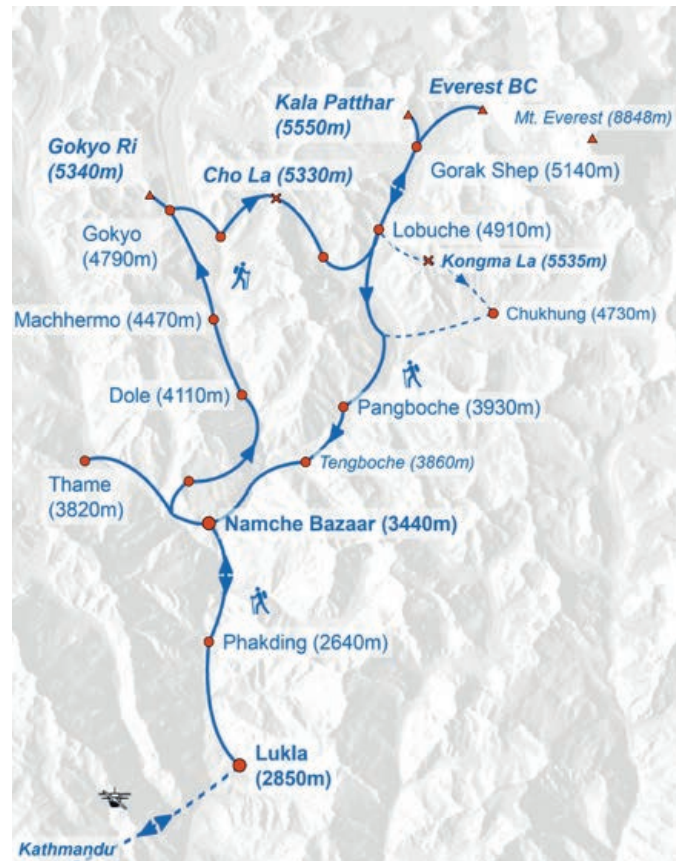 Everest BC
Kala Patthar
(5550m)
Mt. Everest (8848m)
Gokyo Ri
(5340m)
Cho La (5330m)
Gorak Shep (5140m)
Gokyo
(4790m)
Lobuche (4910m)
Kongma La (5535m)
Machhermo (4470m)
Chukhung (4730m)
Dole (4110m)
Pangboche (3930m)
Thame
(3820m)
Tengboche (3860m)
Namche Bazaar (3440m)
Phakding (2640m)
Lukla
(2850m)
Kathmandu